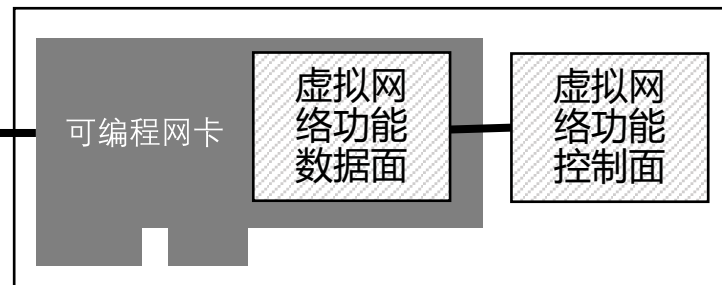 可编程网卡
虚拟网
络功能
数据面
虚拟网
络功能
控制面